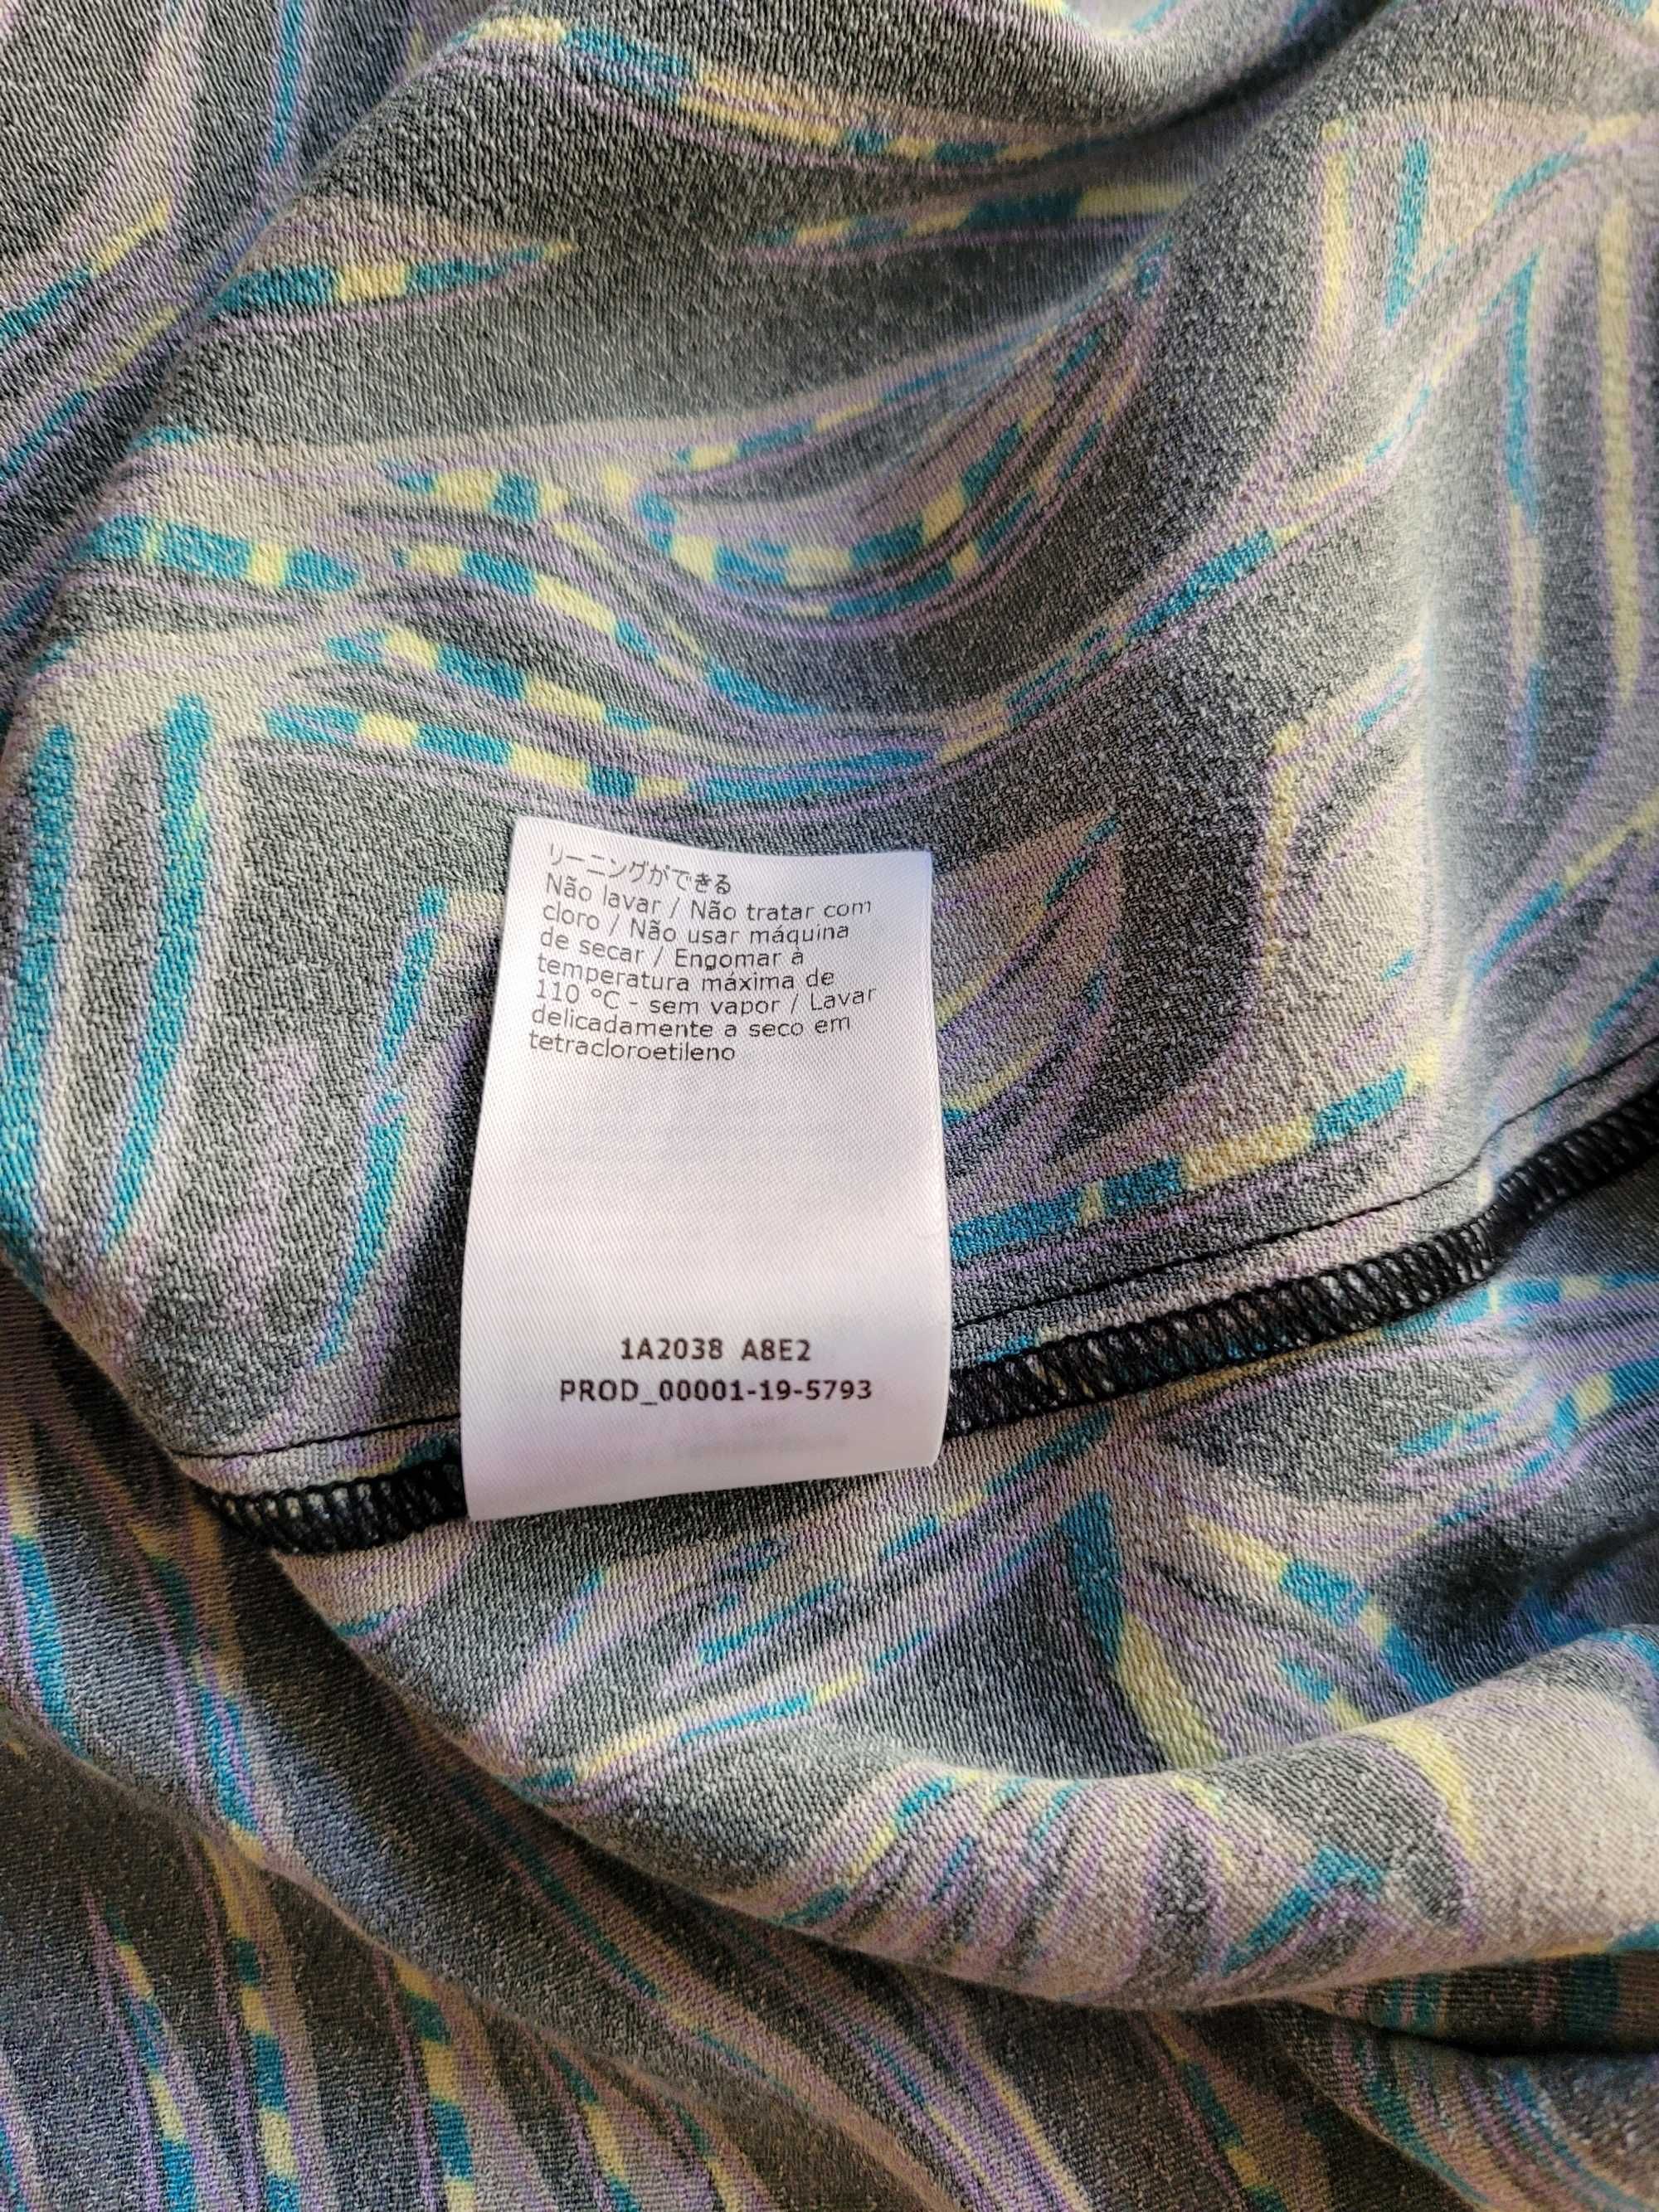 リーニングができる
Não lavar / Não tratar com
cloro / Não usar máquina
de secar / Engomar à
temperatura máxima de
110 °C - sem vapor / Lavar
delicadamente a seco em
tetracloroetileno
1A2038 A8E2
PROD_00001-19-5793